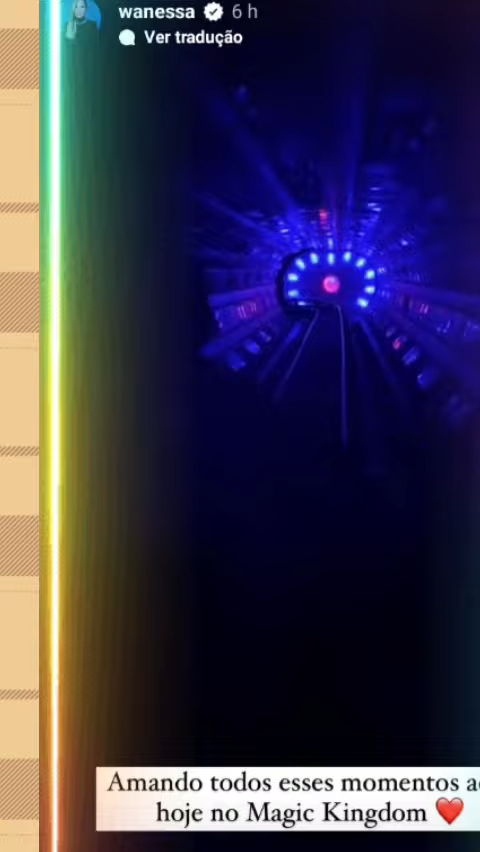 wanessa 6 h
Ver tradução
Amando todos esses momentos
hoje no Magic Kingdom ❤️